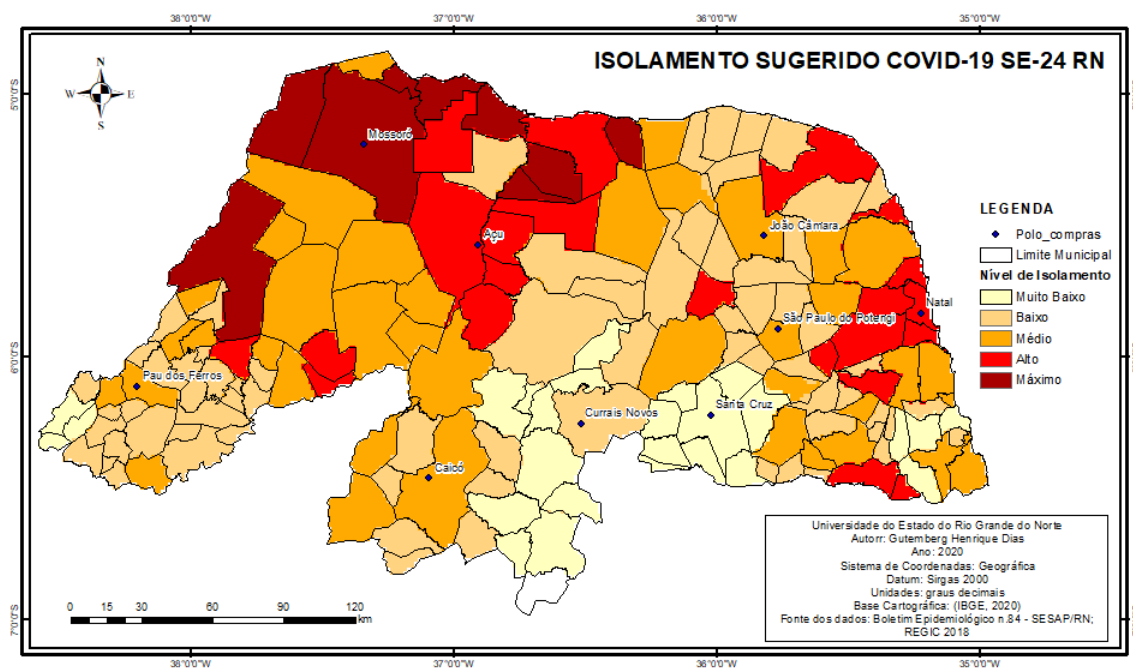 38°0'0"W
37°0'0"W
36°0'0"W
35°0'0"W
ISOLAMENTO SUGERIDO COVID-19 SE-24 RN
N
W
E
S
5°0'0"S
6°0'0"S
7°0'0"S
Mossoró
Açu
João Câmara
Natal
São Paulo do Potengi
Pau dos Ferros
Santa Cruz
Currais Novos
Caicó
LEGENDA
Polo_compras
Limite Municipal
Nível de Isolamento
Muito Baixo
Baixo
Médio
Alto
Máximo
Universidade do Estado do Rio Grande do Norte
Autorr: Gutemberg Henrique Dias
Ano: 2020
Sistema de Coordenadas: Geográfica
Datum: Sirgas 2000
Unidades: graus decimais
Base Cartográfica: (IBGE, 2020)
Fonte dos dados: Boletim Epidemiológico n.84 - SESAP/RN;
REGIC 2018
0 15 30 60 90 120
km
38°0'0"W
37°0'0"W
36°0'0"W
35°0'0"W